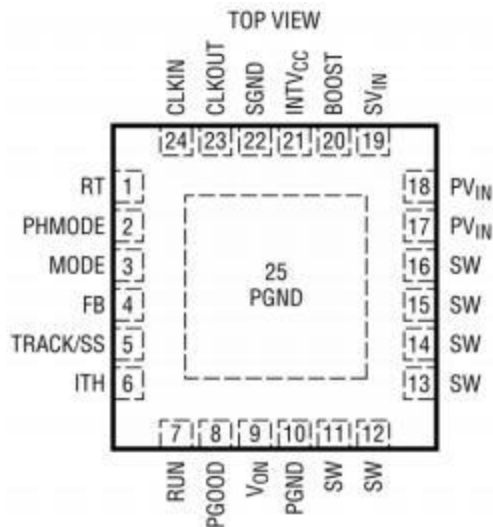 TOP VIEW
CLKIN
CLKOUT
SGND
INTVCC
BOOST
SVIN
24 23 22 21 20 19
RT 1
PHMODE 2
MODE 3
FB 4
TRACK/SS 5
ITH 6
25
PGND
18 PVIN
17 PVIN
16 SW
15 SW
14 SW
13 SW
7 8 9 10 11 12
RUN
PGOOD
VON
PGND
SW
SW